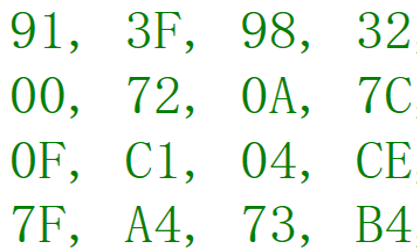 91, 3F, 98, 32,
00, 72, 0A, 7C,
0F, C1, 04, CE,
7F, A4, 73, B4